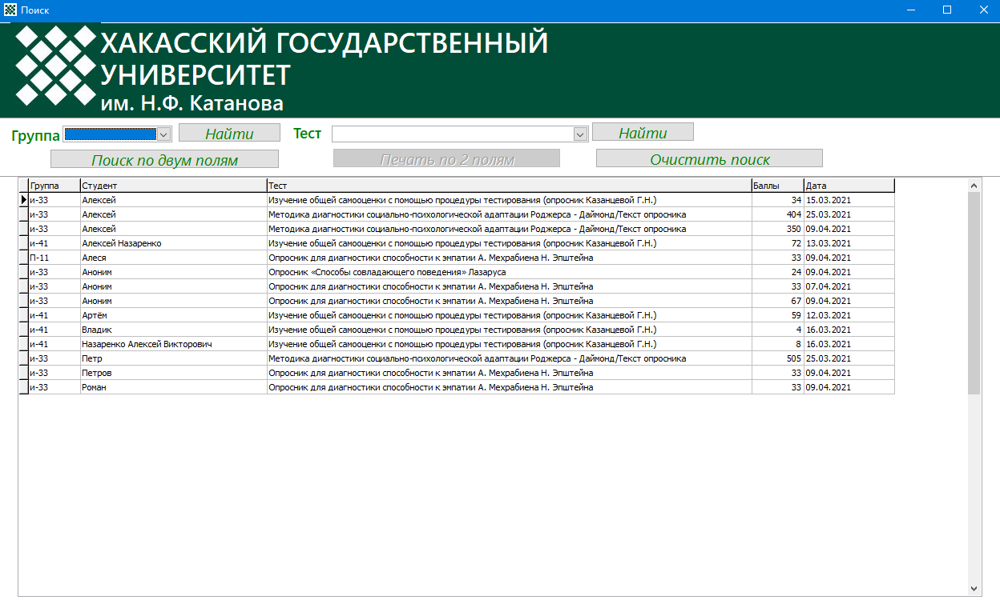 Поиск
ХАКАССКИЙ ГОСУДАРСТВЕННЫЙ
УНИВЕРСИТЕТ
им. Н.Ф. Катанова
Группа Найти Тест Найти
Поиск по двум полям Печать по 2 полям Очистить поиск
Группа Студент Тест Баллы Дата
и-33 Алексей Изучение общей самооценки с помощью процедуры тестирования (опросник Казанцевой Г.Н.) 34 15.03.2021
и-33 Алексей Методика диагностики социально-психологической адаптации Роджерса - Даймонд/Текст опросника 404 25.03.2021
и-33 Алексей Методика диагностики социально-психологической адаптации Роджерса - Даймонд/Текст опросника 350 09.04.2021
и-41 Алексей Назаренко Изучение общей самооценки с помощью процедуры тестирования (опросник Казанцевой Г.Н.) 72 13.03.2021
П-11 Алеся Опросник для диагностики способности к эмпатии А. Мехрабиена Н. Эпштейна 33 09.04.2021
и-33 Аноним Опросник «Способы совладающего поведения» Лазаруса 24 09.04.2021
и-33 Аноним Опросник для диагностики способности к эмпатии А. Мехрабиена Н. Эпштейна 33 07.04.2021
и-33 Аноним Опросник для диагностики способности к эмпатии А. Мехрабиена Н. Эпштейна 67 09.04.2021
и-41 Артём Изучение общей самооценки с помощью процедуры тестирования (опросник Казанцевой Г.Н.) 59 12.03.2021
и-41 Владик Изучение общей самооценки с помощью процедуры тестирования (опросник Казанцевой Г.Н.) 4 16.03.2021
и-41 Назаренко Алексей Викторович Изучение общей самооценки с помощью процедуры тестирования (опросник Казанцевой Г.Н.) 8 16.03.2021
и-33 Петр Методика диагностики социально-психологической адаптации Роджерса - Даймонд/Текст опросника 505 25.03.2021
и-33 Петров Опросник для диагностики способности к эмпатии А. Мехрабиена Н. Эпштейна 33 09.04.2021
и-33 Роман Опросник для диагностики способности к эмпатии А. Мехрабиена Н. Эпштейна 33 09.04.2021